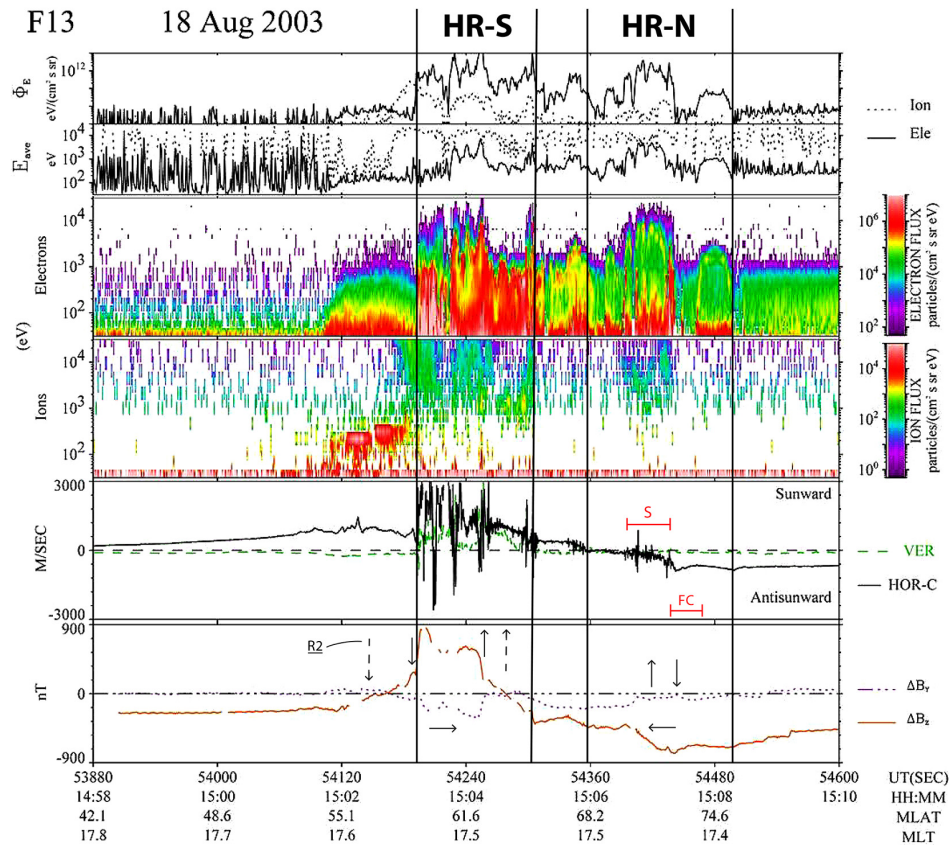 F13 18 Aug 2003 HR-S HR-N
Φ_E eV/(cm² s sr) 10¹²
Ion
Ele
E_ave eV 10⁴ 10³ 10²
Electrons 10⁴ 10³ 10²
10⁶ 10⁴ 10² ELECTRON FLUX particles/(cm² s sr eV)
(eV)
Ions 10⁴ 10³ 10²
10⁴ 10² 10⁰ ION FLUX particles/(cm² s sr eV)
M/SEC 3000 0 -3000
Sunward
S
VER
HOR-C
FC
Antisunward
nT 900 0 -900
R2
ΔB_Y
ΔB_Z
53880 54000 54120 54240 54360 54480 54600 UT(SEC)
14:58 15:00 15:02 15:04 15:06 15:08 15:10 HH:MM
42.1 48.6 55.1 61.6 68.2 74.6 MLAT
17.8 17.7 17.6 17.5 17.5 17.4 MLT